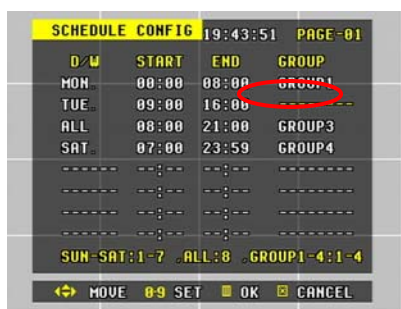 SCHEDULE CONFIG 19:43:51 PAGE-01
D/W START END GROUP
MON. 00:00 08:00 GROUP1
TUE. 09:00 16:00 --------
ALL 08:00 21:00 GROUP3
SAT. 07:00 23:59 GROUP4
------ --:-- --:-- --------
------ --:-- --:-- --------
------ --:-- --:-- --------
------ --:-- --:-- --------
SUN-SAT:1-7 .ALL:8 .GROUP1-4:1-4
MOVE 0-9 SET OK CANCEL